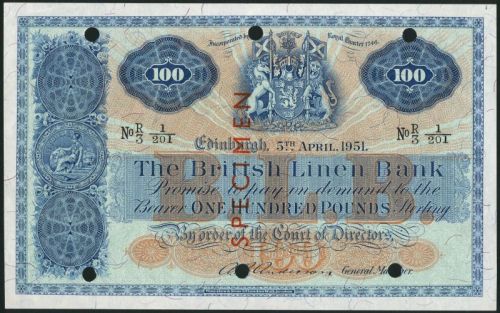 Incorporated by Royal Charter 1746.
100 100
No R/3 1/201 No R/3 1/201
Edinburgh, 5TH APRIL, 1951.
The British Linen Bank
Promise to pay on demand to the
Bearer ONE HUNDRED POUNDS Sterling
By order of the Court of Directors,
General Manager
B.L.B.
£100
SPECIMEN